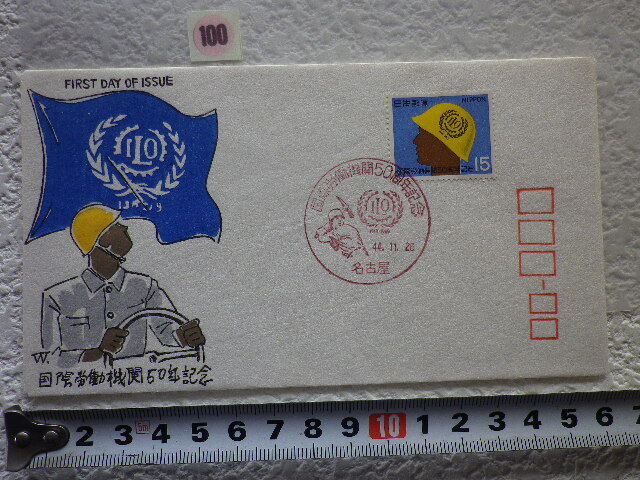 100
FIRST DAY OF ISSUE
ILO
W.
国際労働機関50年記念
日本郵便 NIPPON
15
国際労働機関50周年記念
ILO
44.11.26
名古屋
2 3 4 5 6 7 8 9 10 1 2 3 4 5 6 7